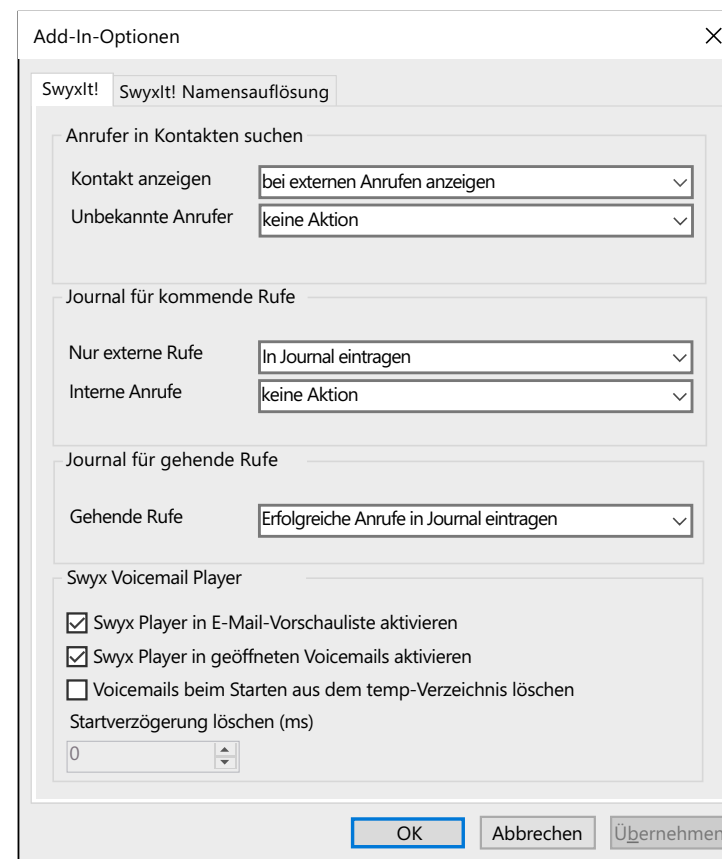 Add-In-Optionen
SwyxIt! SwyxIt! Namensauflösung
Anrufer in Kontakten suchen
Kontakt anzeigen bei externen Anrufen anzeigen
Unbekannte Anrufer keine Aktion
Journal für kommende Rufe
Nur externe Rufe In Journal eintragen
Interne Anrufe keine Aktion
Journal für gehende Rufe
Gehende Rufe Erfolgreiche Anrufe in Journal eintragen
Swyx Voicemail Player
Swyx Player in E-Mail-Vorschauliste aktivieren
Swyx Player in geöffneten Voicemails aktivieren
Voicemails beim Starten aus dem temp-Verzeichnis löschen
Startverzögerung löschen (ms)
0
OK Abbrechen Übernehmen